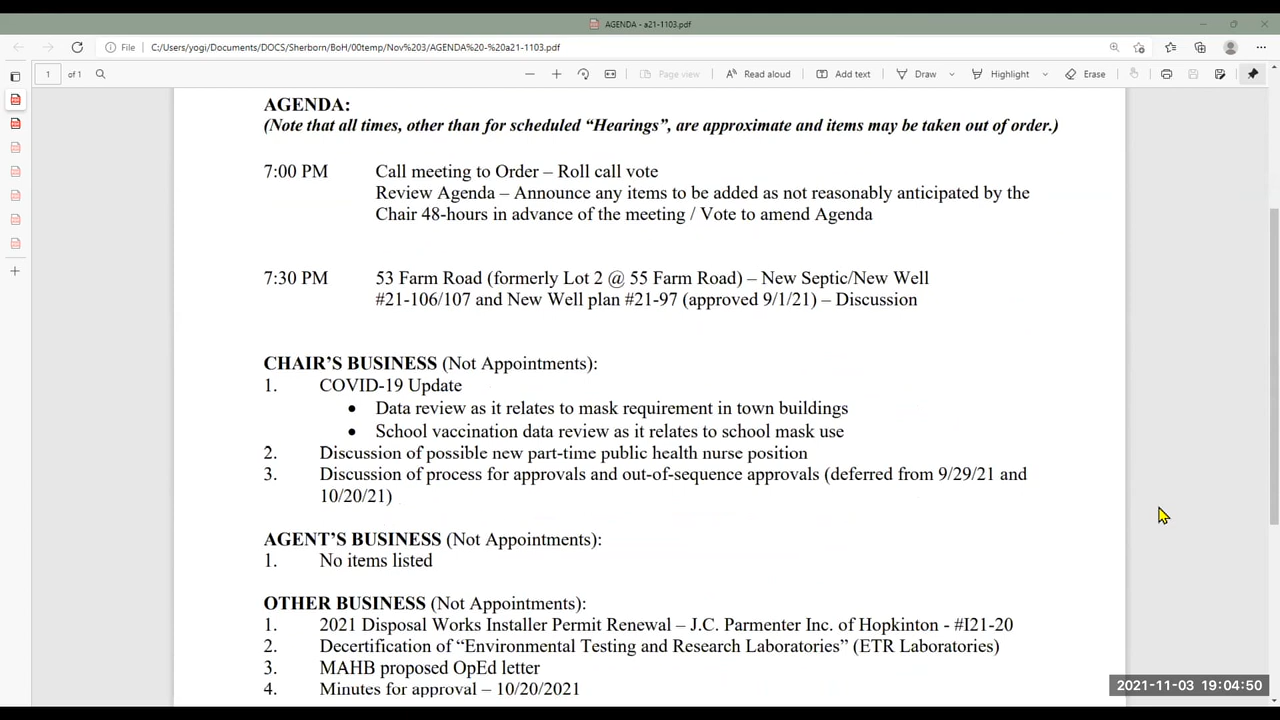 AGENDA - a21-1103.pdf
File C:/Users/yogi/Documents/DOCS/Sherborn/BoH/00temp/Nov%203/AGENDA%20-%20a21-1103.pdf
1 of 1 Page view Read aloud Add text Draw Highlight Erase
AGENDA:
(Note that all times, other than for scheduled “Hearings”, are approximate and items may be taken out of order.)
7:00 PM Call meeting to Order – Roll call vote
Review Agenda – Announce any items to be added as not reasonably anticipated by the
Chair 48-hours in advance of the meeting / Vote to amend Agenda
7:30 PM 53 Farm Road (formerly Lot 2 @ 55 Farm Road) – New Septic/New Well
#21-106/107 and New Well plan #21-97 (approved 9/1/21) – Discussion
CHAIR’S BUSINESS (Not Appointments):
1. COVID-19 Update
• Data review as it relates to mask requirement in town buildings
• School vaccination data review as it relates to school mask use
2. Discussion of possible new part-time public health nurse position
3. Discussion of process for approvals and out-of-sequence approvals (deferred from 9/29/21 and
10/20/21)
AGENT’S BUSINESS (Not Appointments):
1. No items listed
OTHER BUSINESS (Not Appointments):
1. 2021 Disposal Works Installer Permit Renewal – J.C. Parmenter Inc. of Hopkinton - #I21-20
2. Decertification of “Environmental Testing and Research Laboratories” (ETR Laboratories)
3. MAHB proposed OpEd letter
4. Minutes for approval – 10/20/2021
2021-11-03 19:04:50